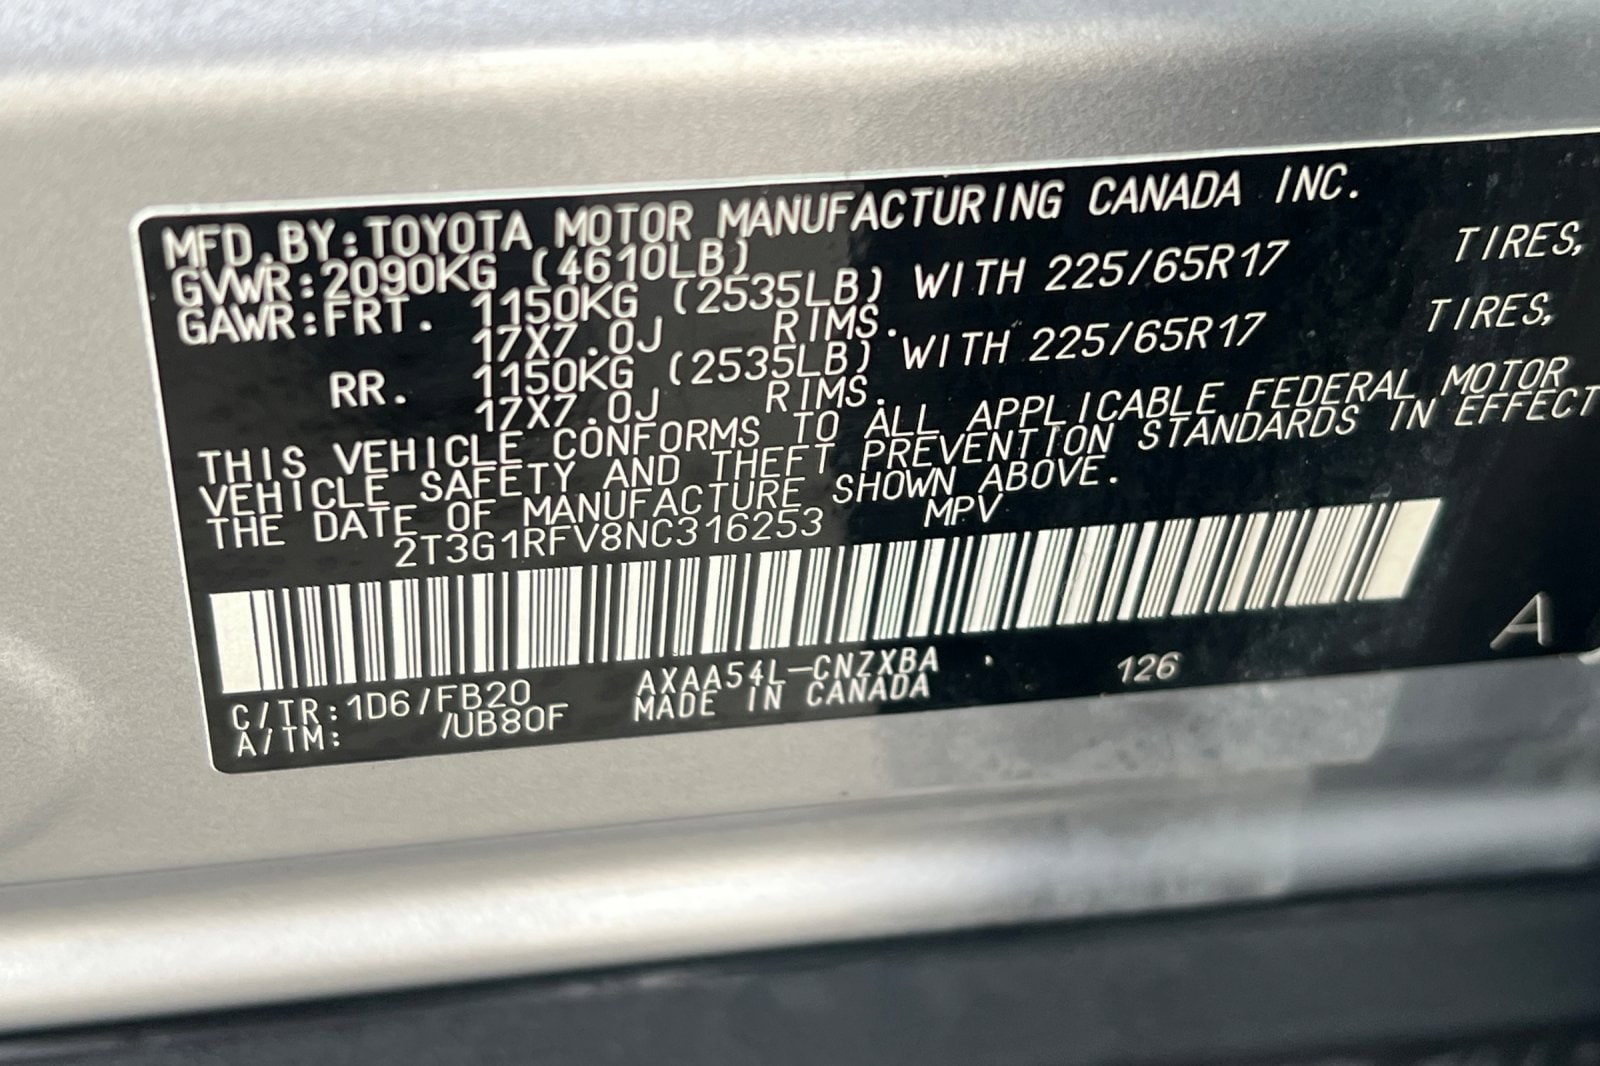 MFD.BY:TOYOTA MOTOR MANUFACTURING CANADA INC.
GVWR:2090KG (4610LB)
GAWR:FRT. 1150KG (2535LB) WITH 225/65R17 TIRES,
17X7.0J RIMS.
RR. 1150KG (2535LB) WITH 225/65R17 TIRES,
17X7.0J RIMS.
THIS VEHICLE CONFORMS TO ALL APPLICABLE FEDERAL MOTOR
VEHICLE SAFETY AND THEFT PREVENTION STANDARDS IN EFFECT
THE DATE OF MANUFACTURE SHOWN ABOVE.
2T3G1RFV8NC316253 MPV
C/TR:1D6/FB20 AXAA54L-CNZXBA 126 A
A/TM: /UB80F MADE IN CANADA